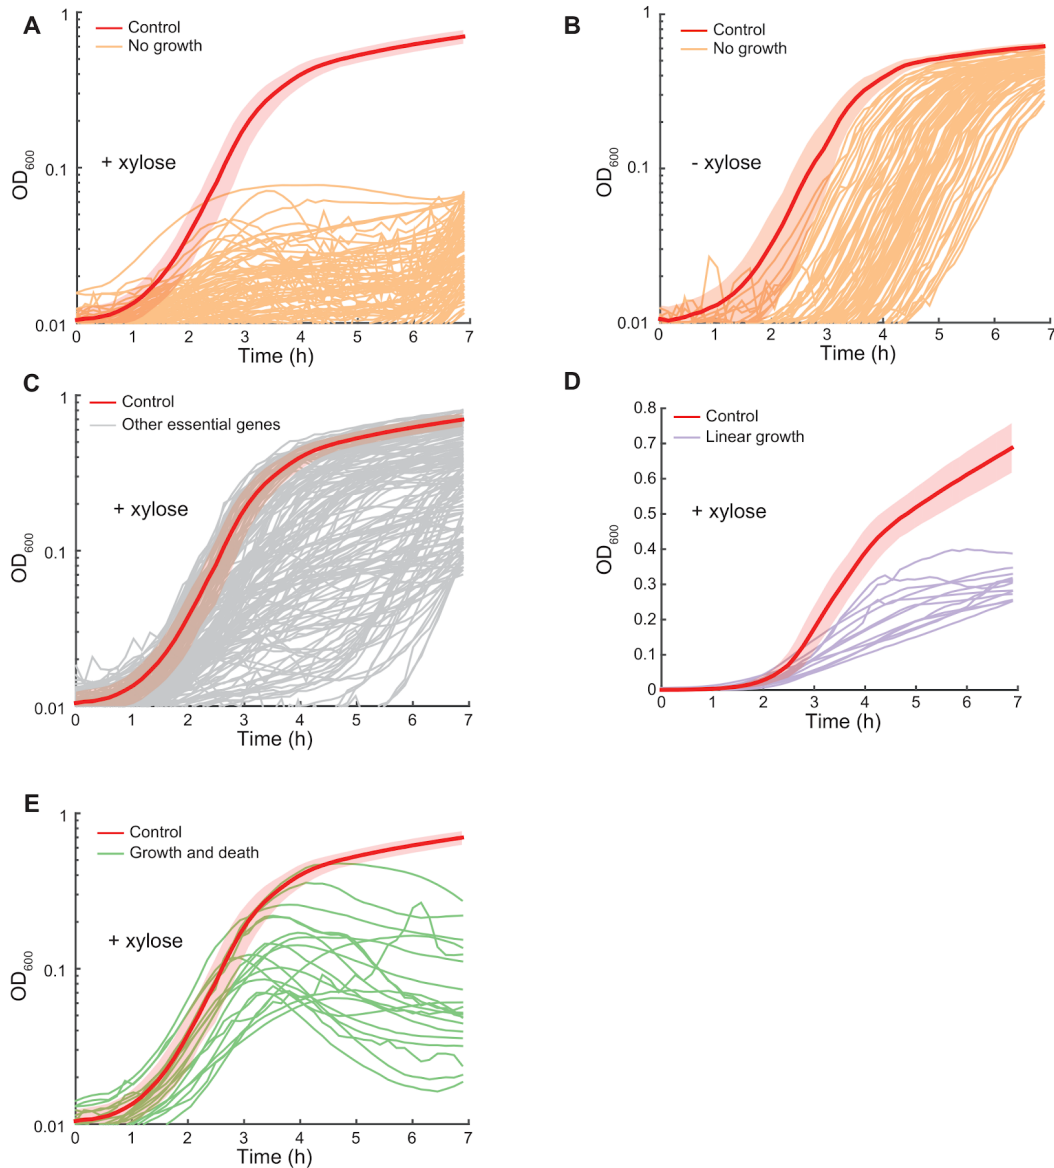 A
1
Control
No growth
+ xylose
0.1
OD600
0.01
0 1 2 3 4 5 6 7
Time (h)
B
1
Control
No growth
- xylose
0.1
OD600
0.01
0 1 2 3 4 5 6 7
Time (h)
C
1
Control
Other essential genes
+ xylose
0.1
OD600
0.01
0 1 2 3 4 5 6 7
Time (h)
D
0.8
Control
0.7
Linear growth
0.6
+ xylose
0.5
0.4
OD600
0.3
0.2
0.1
0
0 1 2 3 4 5 6 7
Time (h)
E
1
Control
Growth and death
+ xylose
0.1
OD600
0.01
0 1 2 3 4 5 6 7
Time (h)